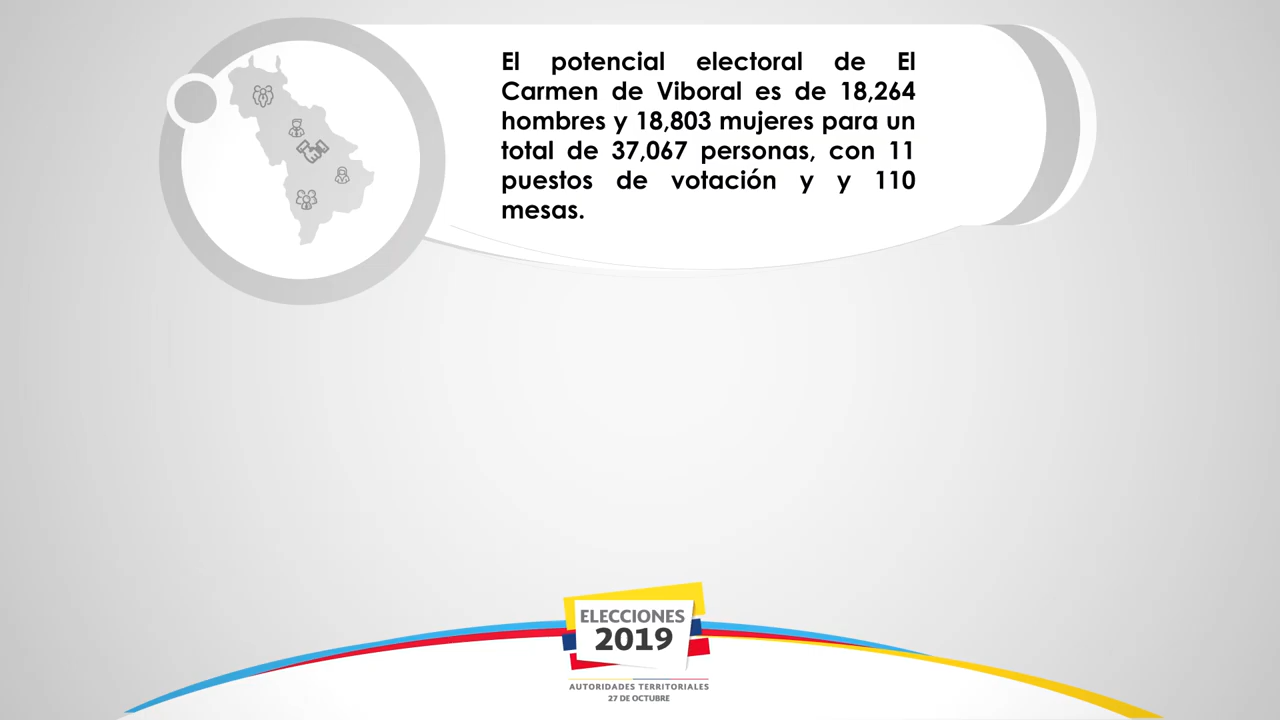 El potencial electoral de El
Carmen de Viboral es de 18,264
hombres y 18,803 mujeres para un
total de 37,067 personas, con 11
puestos de votación y y 110
mesas.
ELECCIONES
2019
AUTORIDADES TERRITORIALES
27 DE OCTUBRE